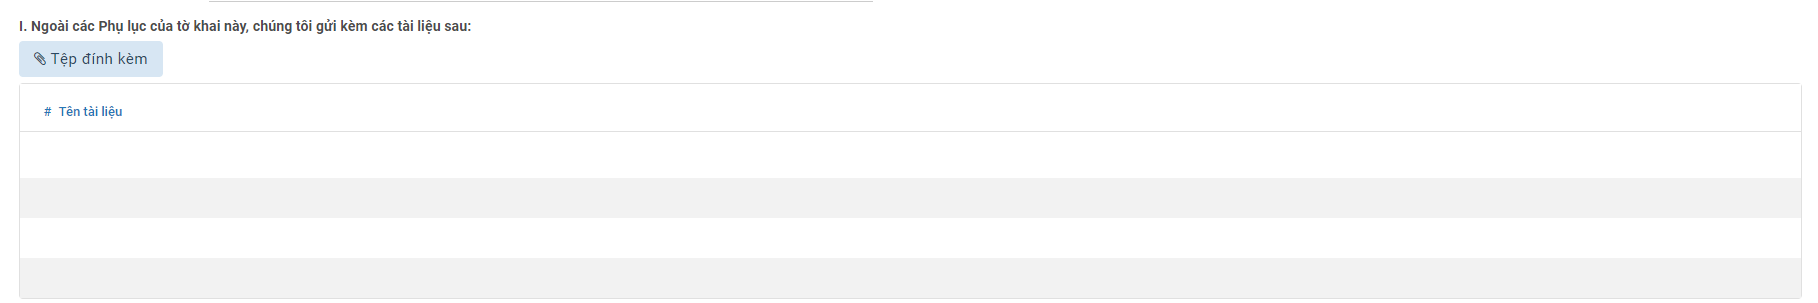 I. Ngoài các Phụ lục của tờ khai này, chúng tôi gửi kèm các tài liệu sau:
Tệp đính kèm
# Tên tài liệu